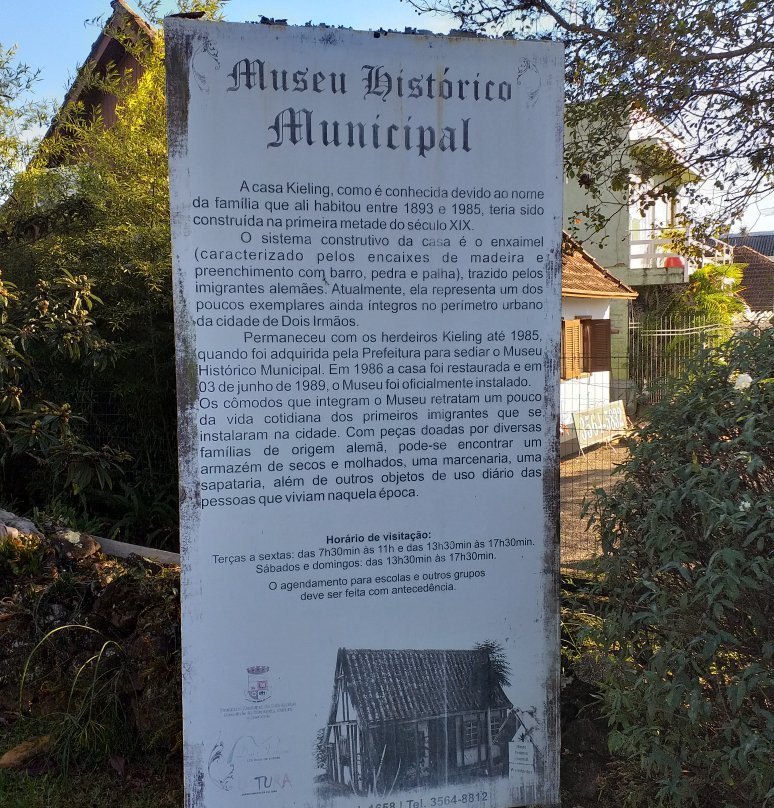 Museu Histórico
Municipal
A casa Kieling, como é conhecida devido ao nome
da família que ali habitou entre 1893 e 1985, teria sido
construída na primeira metade do século XIX.
O sistema construtivo da casa é o enxaimel
(caracterizado pelos encaixes de madeira e
preenchimento com barro, pedra e palha), trazido pelos
imigrantes alemães. Atualmente, ela representa um dos
poucos exemplares ainda íntegros no perímetro urbano
da cidade de Dois Irmãos.
Permaneceu com os herdeiros Kieling até 1985,
quando foi adquirida pela Prefeitura para sediar o Museu
Histórico Municipal. Em 1986 a casa foi restaurada e em
03 de junho de 1989, o Museu foi oficialmente instalado.
Os cômodos que integram o Museu retratam um pouco
da vida cotidiana dos primeiros imigrantes que se
instalaram na cidade. Com peças doadas por diversas
famílias de origem alemã, pode-se encontrar um
armazém de secos e molhados, uma marcenaria, uma
sapataria, além de outros objetos de uso diário das
pessoas que viviam naquela época.
Horário de visitação:
Terças a sextas: das 7h30min às 11h e das 13h30min às 17h30min.
Sábados e domingos: das 13h30min às 17h30min.
O agendamento para escolas e outros grupos
deve ser feita com antecedência.
1658 | Tel. 3564-8812